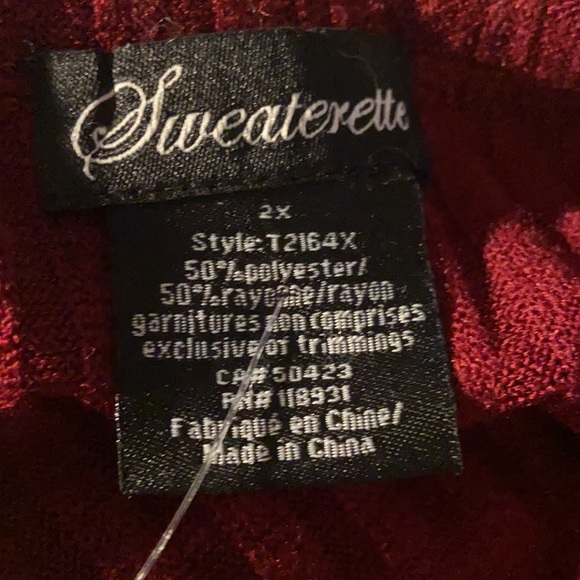 Sweaterette
2X
Style:T2164X
50%polyester/
50%rayonne/rayon
garnitures non comprises
exclusive of trimmings
CA# 50423
RN# 118931
Fabriqué en Chine/
Made in China